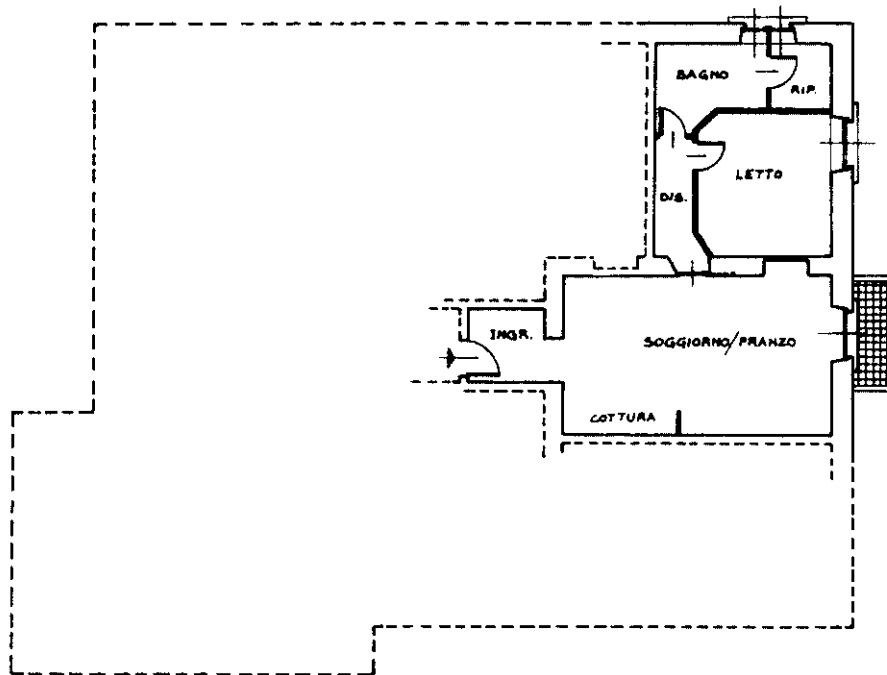 BAGNO
RIP.
LETTO
DIS.
INGR.
SOGGIORNO/PRANZO
COTTURA